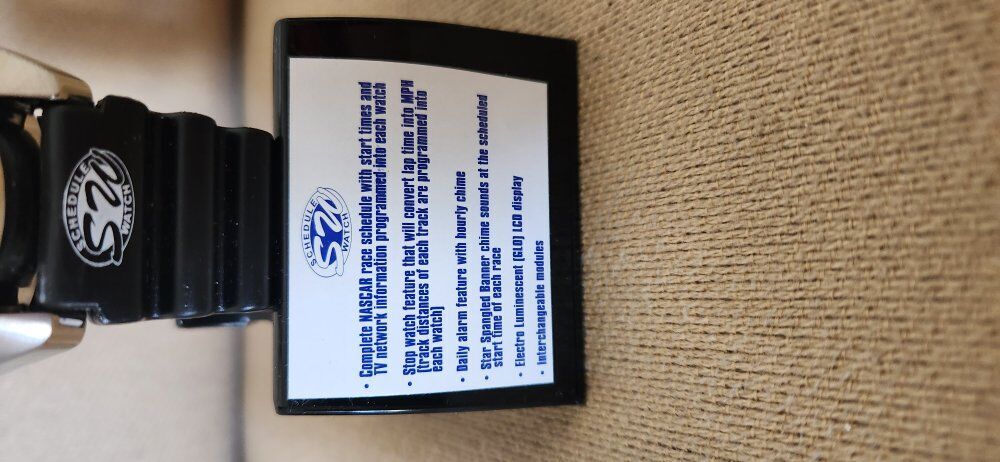 SCHEDULE
SW
WATCH
SCHEDULE
SW
WATCH
• Complete NASCAR race schedule with start times and
TV network information programmed into each watch
• Stop watch feature that will convert lap time into MPH
(track distances of each track are programmed into
each watch)
• Daily alarm feature with hourly chime
• Star Spangled Banner chime sounds at the scheduled
start time of each race
• Electro Luminescent (GLO) LCD display
• Interchangeable modules